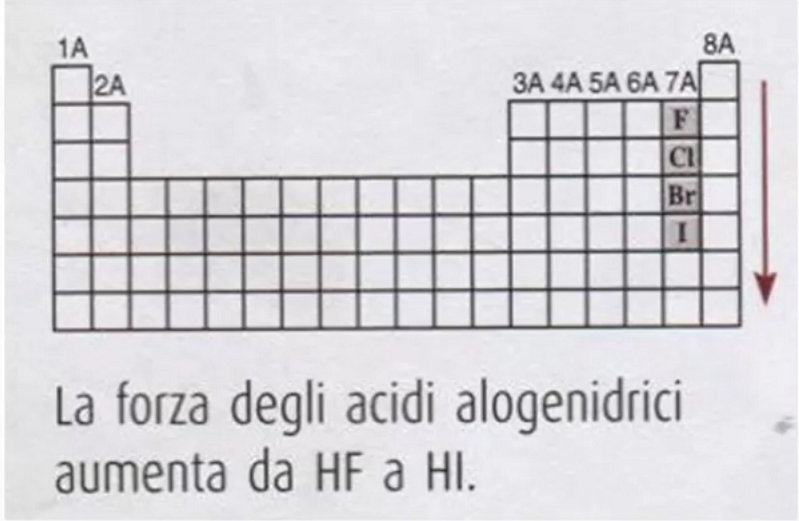 1A
8A
2A
3A 4A 5A 6A 7A
F
Cl
Br
I
La forza degli acidi alogenidrici
aumenta da HF a HI.